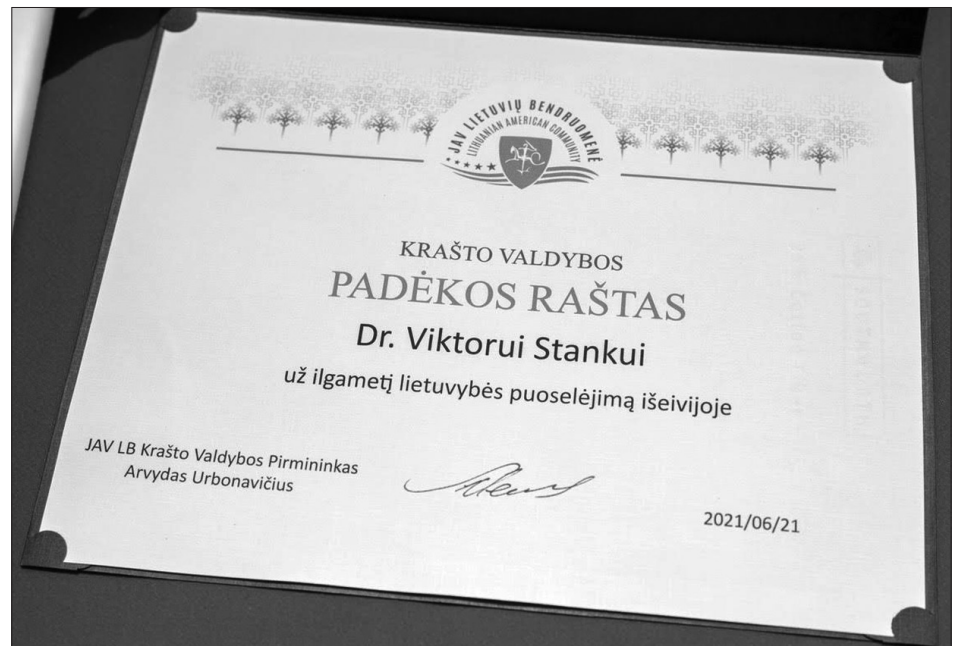 JAV LIETUVIŲ BENDRUOMENĖ
LITHUANIAN AMERICAN COMMUNITY
KRAŠTO VALDYBOS
PADĖKOS RAŠTAS
Dr. Viktorui Stankui
už ilgametį lietuvybės puoselėjimą išeivijoje
JAV LB Krašto Valdybos Pirmininkas
Arvydas Urbonavičius
2021/06/21